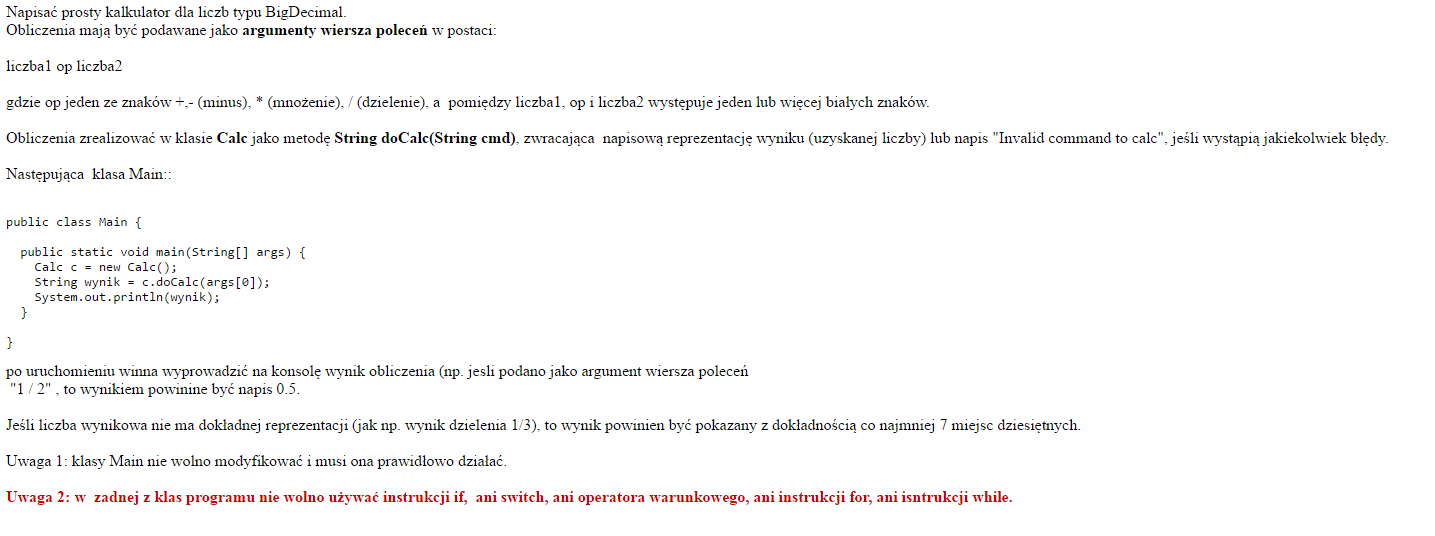 Napisać prosty kalkulator dla liczb typu BigDecimal.
Obliczenia mają być podawane jako argumenty wiersza poleceń w postaci:
liczba1 op liczba2
gdzie op jeden ze znaków +,- (minus), * (mnożenie), / (dzielenie), a  pomiędzy liczba1, op i liczba2 występuje jeden lub więcej białych znaków.
Obliczenia zrealizować w klasie Calc jako metodę String doCalc(String cmd), zwracająca  napisową reprezentację wyniku (uzyskanej liczby) lub napis "Invalid command to calc", jeśli wystąpią jakiekolwiek błędy.
Następująca  klasa Main::
public class Main {
  public static void main(String[] args) {
    Calc c = new Calc();
    String wynik = c.doCalc(args[0]);
    System.out.println(wynik);
  }
}
po uruchomieniu winna wyprowadzić na konsolę wynik obliczenia (np. jesli podano jako argument wiersza poleceń
 "1 / 2" , to wynikiem powinine być napis 0.5.
Jeśli liczba wynikowa nie ma dokładnej reprezentacji (jak np. wynik dzielenia 1/3), to wynik powinien być pokazany z dokładnością co najmniej 7 miejsc dziesiętnych.
Uwaga 1: klasy Main nie wolno modyfikować i musi ona prawidłowo działać.
Uwaga 2: w  zadnej z klas programu nie wolno używać instrukcji if,  ani switch, ani operatora warunkowego, ani instrukcji for, ani isntrukcji while.